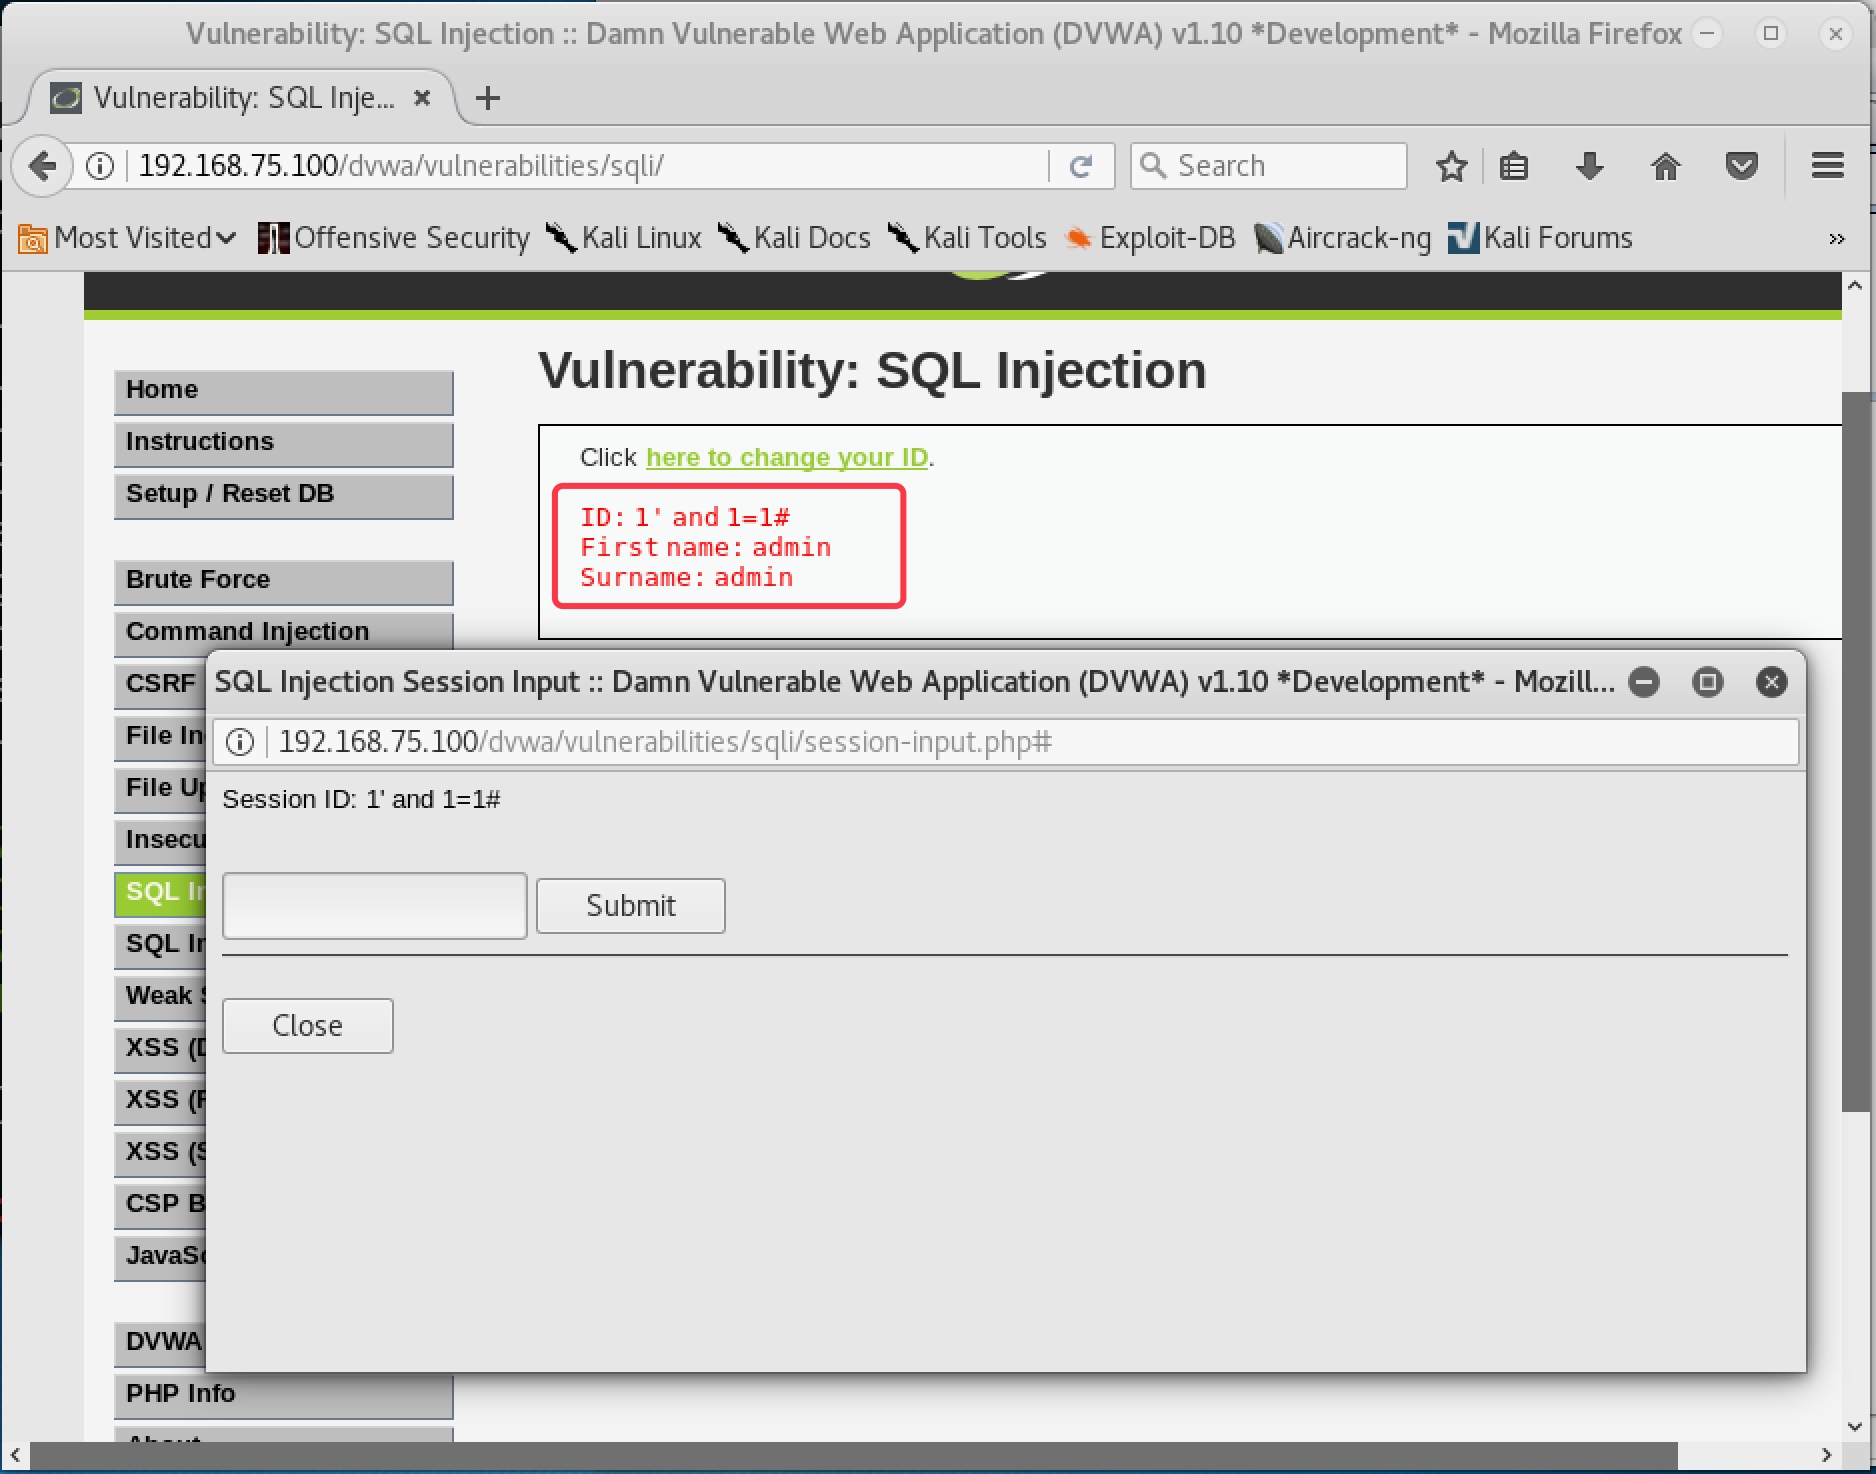 Vulnerability: SQL Injection :: Damn Vulnerable Web Application (DVWA) v1.10 *Development* - Mozilla Firefox
Vulnerability: SQL Inje...
192.168.75.100/dvwa/vulnerabilities/sqli/
Search
Most Visited
Offensive Security
Kali Linux
Kali Docs
Kali Tools
Exploit-DB
Aircrack-ng
Kali Forums
Home
Instructions
Setup / Reset DB
Brute Force
Command Injection
CSRF
File In
File Up
Insecu
SQL In
SQL In
Weak S
XSS (D
XSS (R
XSS (S
CSP B
JavaSc
DVWA
PHP Info
About
Vulnerability: SQL Injection
Click here to change your ID.
ID: 1' and 1=1#
First name: admin
Surname: admin
SQL Injection Session Input :: Damn Vulnerable Web Application (DVWA) v1.10 *Development* - Mozill...
192.168.75.100/dvwa/vulnerabilities/sqli/session-input.php#
Session ID: 1' and 1=1#
Submit
Close